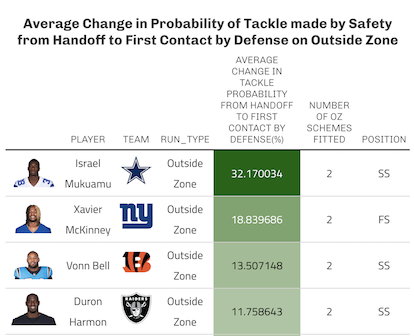 Average Change in Probability of Tackle made by Safety
from Handoff to First Contact by Defense on Outside Zone
PLAYER TEAM RUN_TYPE AVERAGE CHANGE IN TACKLE PROBABILITY FROM HANDOFF TO FIRST CONTACT BY DEFENSE(%) NUMBER OF OZ SCHEMES FITTED POSITION
Israel Mukuamu Outside Zone 32.170034 2 SS
Xavier McKinney ny Outside Zone 18.839686 2 FS
Vonn Bell Outside Zone 13.507148 2 SS
Duron Harmon RAIDERS Outside Zone 11.758643 2 SS